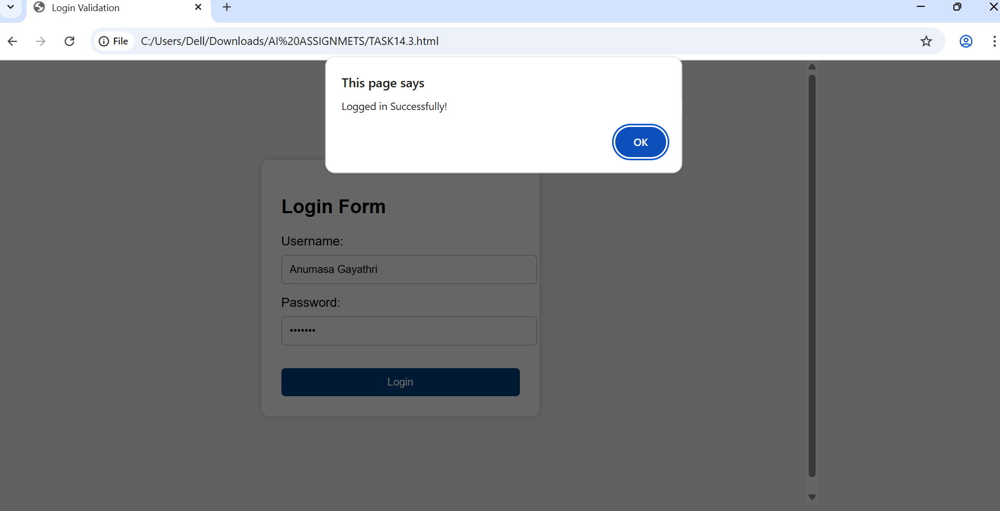 Login Validation
File C:/Users/Dell/Downloads/AI%20ASSIGNMETS/TASK14.3.html
This page says
Logged in Successfully!
OK
Login Form
Username:
Anumasa Gayathri
Password:
•••••••
Login